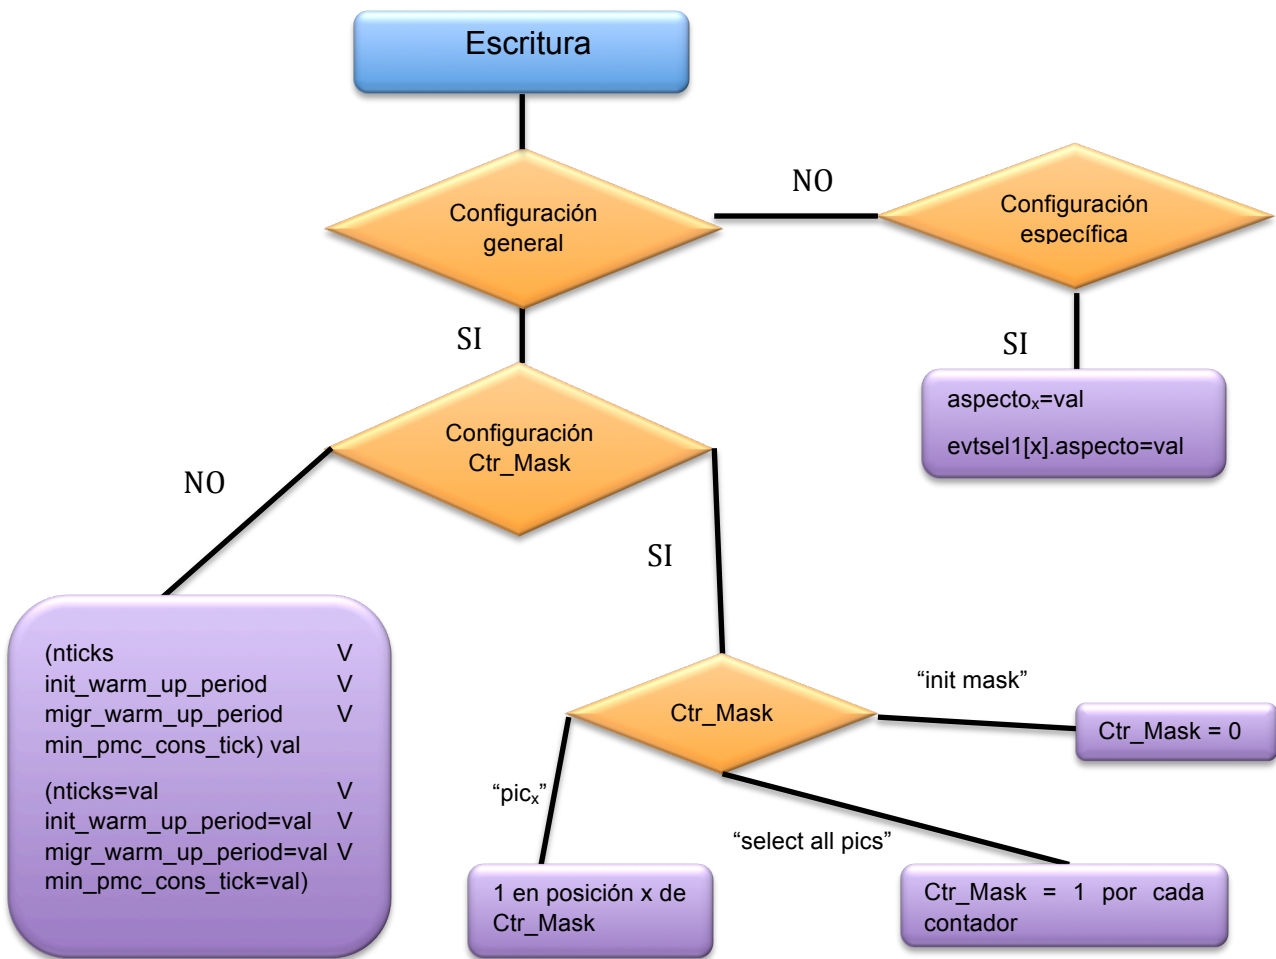 Escritura
Configuración
general
NO
Configuración
específica
SI
SI
aspectoₓ=val
evtsel1[x].aspecto=val
Configuración
Ctr_Mask
NO
SI
(nticks V
init_warm_up_period V
migr_warm_up_period V
min_pmc_cons_tick) val
(nticks=val V
init_warm_up_period=val V
migr_warm_up_period=val V
min_pmc_cons_tick=val)
Ctr_Mask
“init mask”
Ctr_Mask = 0
“picₓ”
“select all pics”
1 en posición x de
Ctr_Mask
Ctr_Mask = 1 por cada
contador